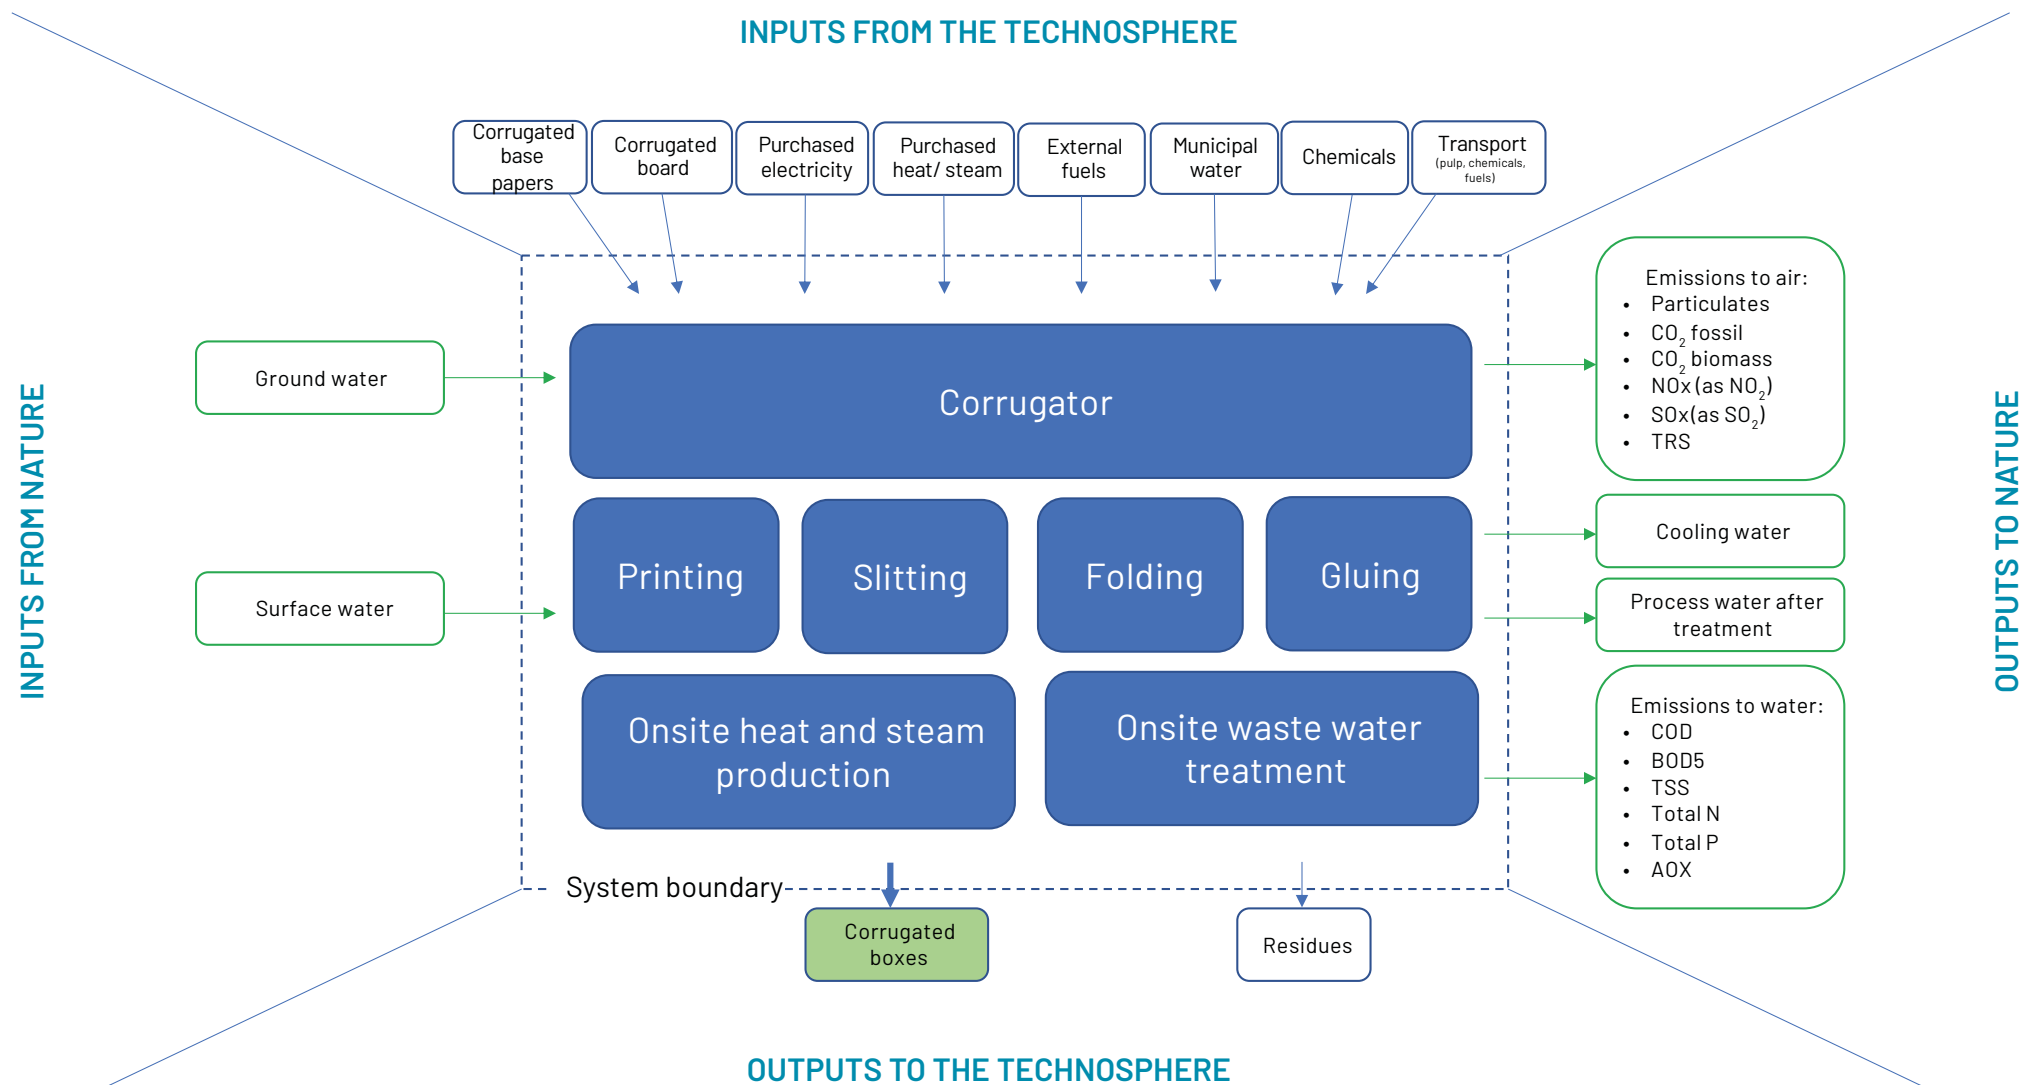 INPUTS FROM THE TECHNOSPHERE
Corrugated
base
papers
Corrugated
board
Purchased
electricity
Purchased
heat/ steam
External
fuels
Municipal
water
Chemicals
Transport
(pulp, chemicals,
fuels)
INPUTS FROM NATURE
Ground water
Surface water
Corrugator
Printing
Slitting
Folding
Gluing
Onsite heat and steam
production
Onsite waste water
treatment
System boundary
Emissions to air:
• Particulates
• CO2 fossil
• CO2 biomass
• NOx (as NO2)
• SOx(as SO2)
• TRS
Cooling water
Process water after
treatment
Emissions to water:
• COD
• BOD5
• TSS
• Total N
• Total P
• AOX
OUTPUTS TO NATURE
Corrugated
boxes
Residues
OUTPUTS TO THE TECHNOSPHERE